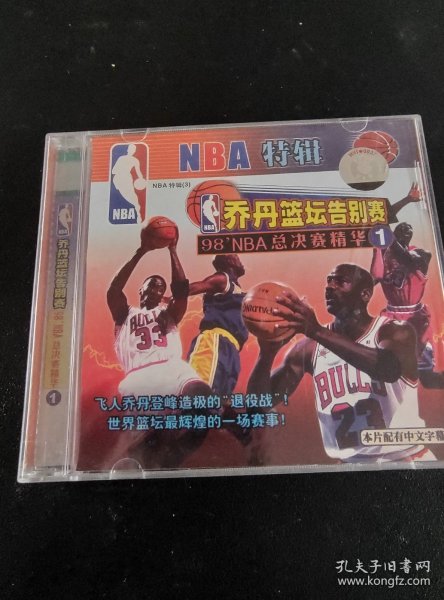 NBA 特辑
NBA
NBA 特辑(3)
NBA
乔丹篮坛告别赛
98'NBA总决赛精华 1
BULLS
33
SPALDING
BULLS
23
飞人乔丹登峰造极的“退役战”!
世界篮坛最辉煌的一场赛事!
本片配有中文字幕
乔丹篮坛告别赛
98'NBA总决赛精华 1
孔夫子旧书网
www.kongfz.com